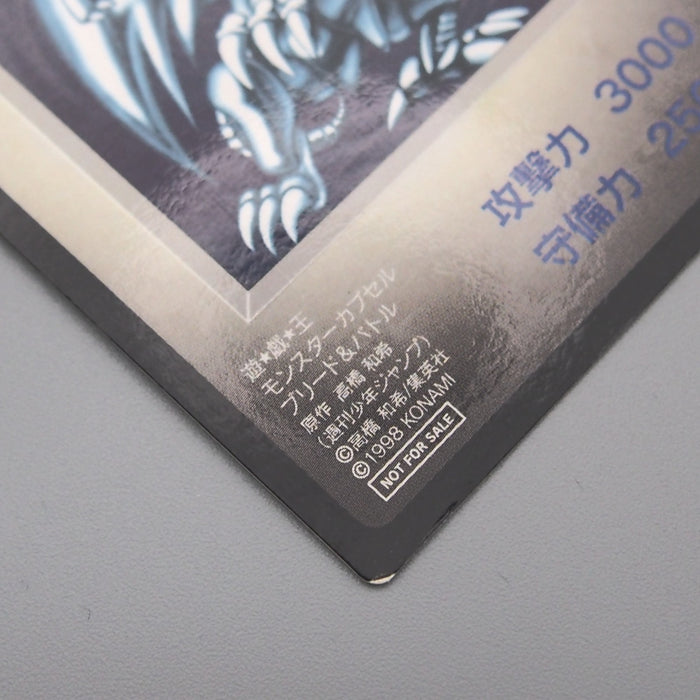 攻撃力 3000
守備力 250
遊★戯★王
モンスターカプセル
ブリード&バトル
原作 高橋 和希
(週刊少年ジャンプ)
©高橋 和希/集英社
©1998 KONAMI
NOT FOR SALE